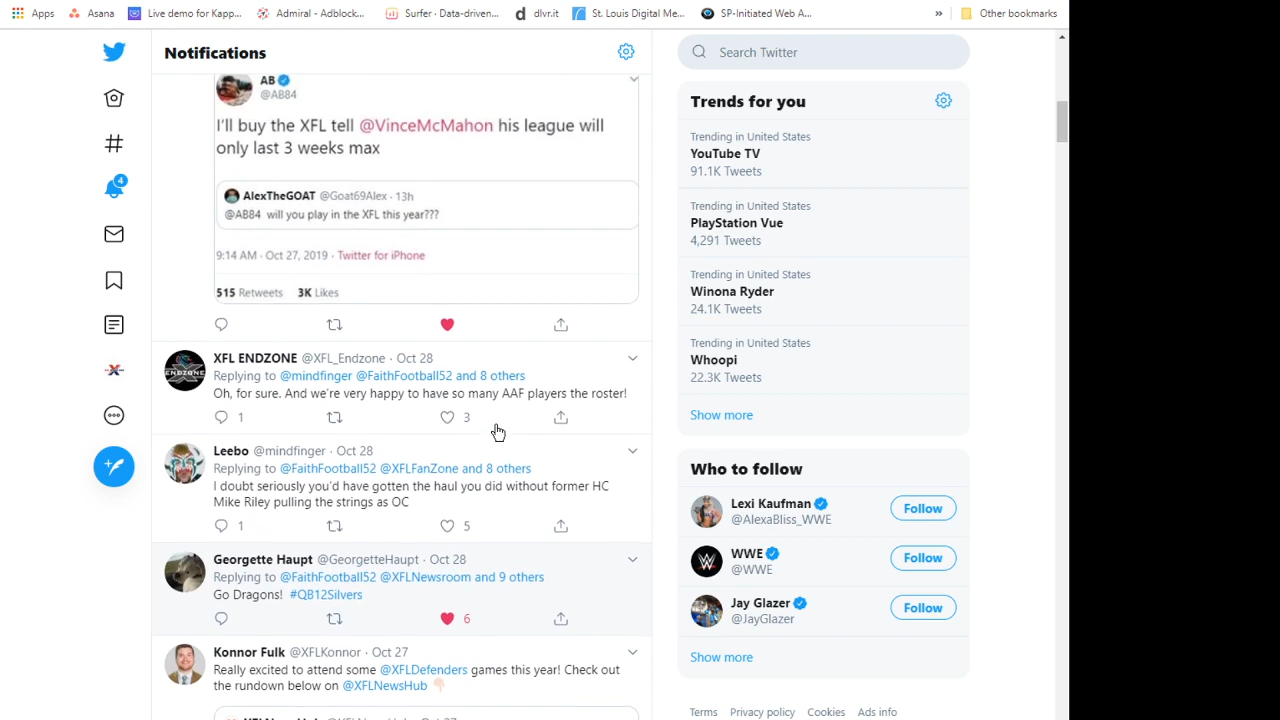 Apps Asana Live demo for Kapp... Admiral - Adblock... Surfer - Data-driven... dlvr.it St. Louis Digital Me... SP-Initiated Web A... » Other bookmarks
Notifications
AB
@AB84
I'll buy the XFL tell @VinceMcMahon his league will
only last 3 weeks max
AlexTheGOAT @Goat69Alex · 13h
@AB84 will you play in the XFL this year???
9:14 AM · Oct 27, 2019 · Twitter for iPhone
515 Retweets 3K Likes
XFL ENDZONE @XFL_Endzone · Oct 28
Replying to @mindfinger @FaithFootball52 and 8 others
Oh, for sure. And we're very happy to have so many AAF players the roster!
1 3
Leebo @mindfinger · Oct 28
Replying to @FaithFootball52 @XFLFanZone and 8 others
I doubt seriously you'd have gotten the haul you did without former HC
Mike Riley pulling the strings as OC
1 5
Georgette Haupt @GeorgetteHaupt · Oct 28
Replying to @FaithFootball52 @XFLNewsroom and 9 others
Go Dragons! #QB12Silvers
6
Konnor Fulk @XFLKonnor · Oct 27
Really excited to attend some @XFLDefenders games this year! Check out
the rundown below on @XFLNewsHub 👇🏻
4
Search Twitter
Trends for you
Trending in United States
YouTube TV
91.1K Tweets
Trending in United States
PlayStation Vue
4,291 Tweets
Trending in United States
Winona Ryder
24.1K Tweets
Trending in United States
Whoopi
22.3K Tweets
Show more
Who to follow
Lexi Kaufman
@AlexaBliss_WWE
Follow
WWE
@WWE
Follow
Jay Glazer
@JayGlazer
Follow
Show more
Terms Privacy policy Cookies Ads info